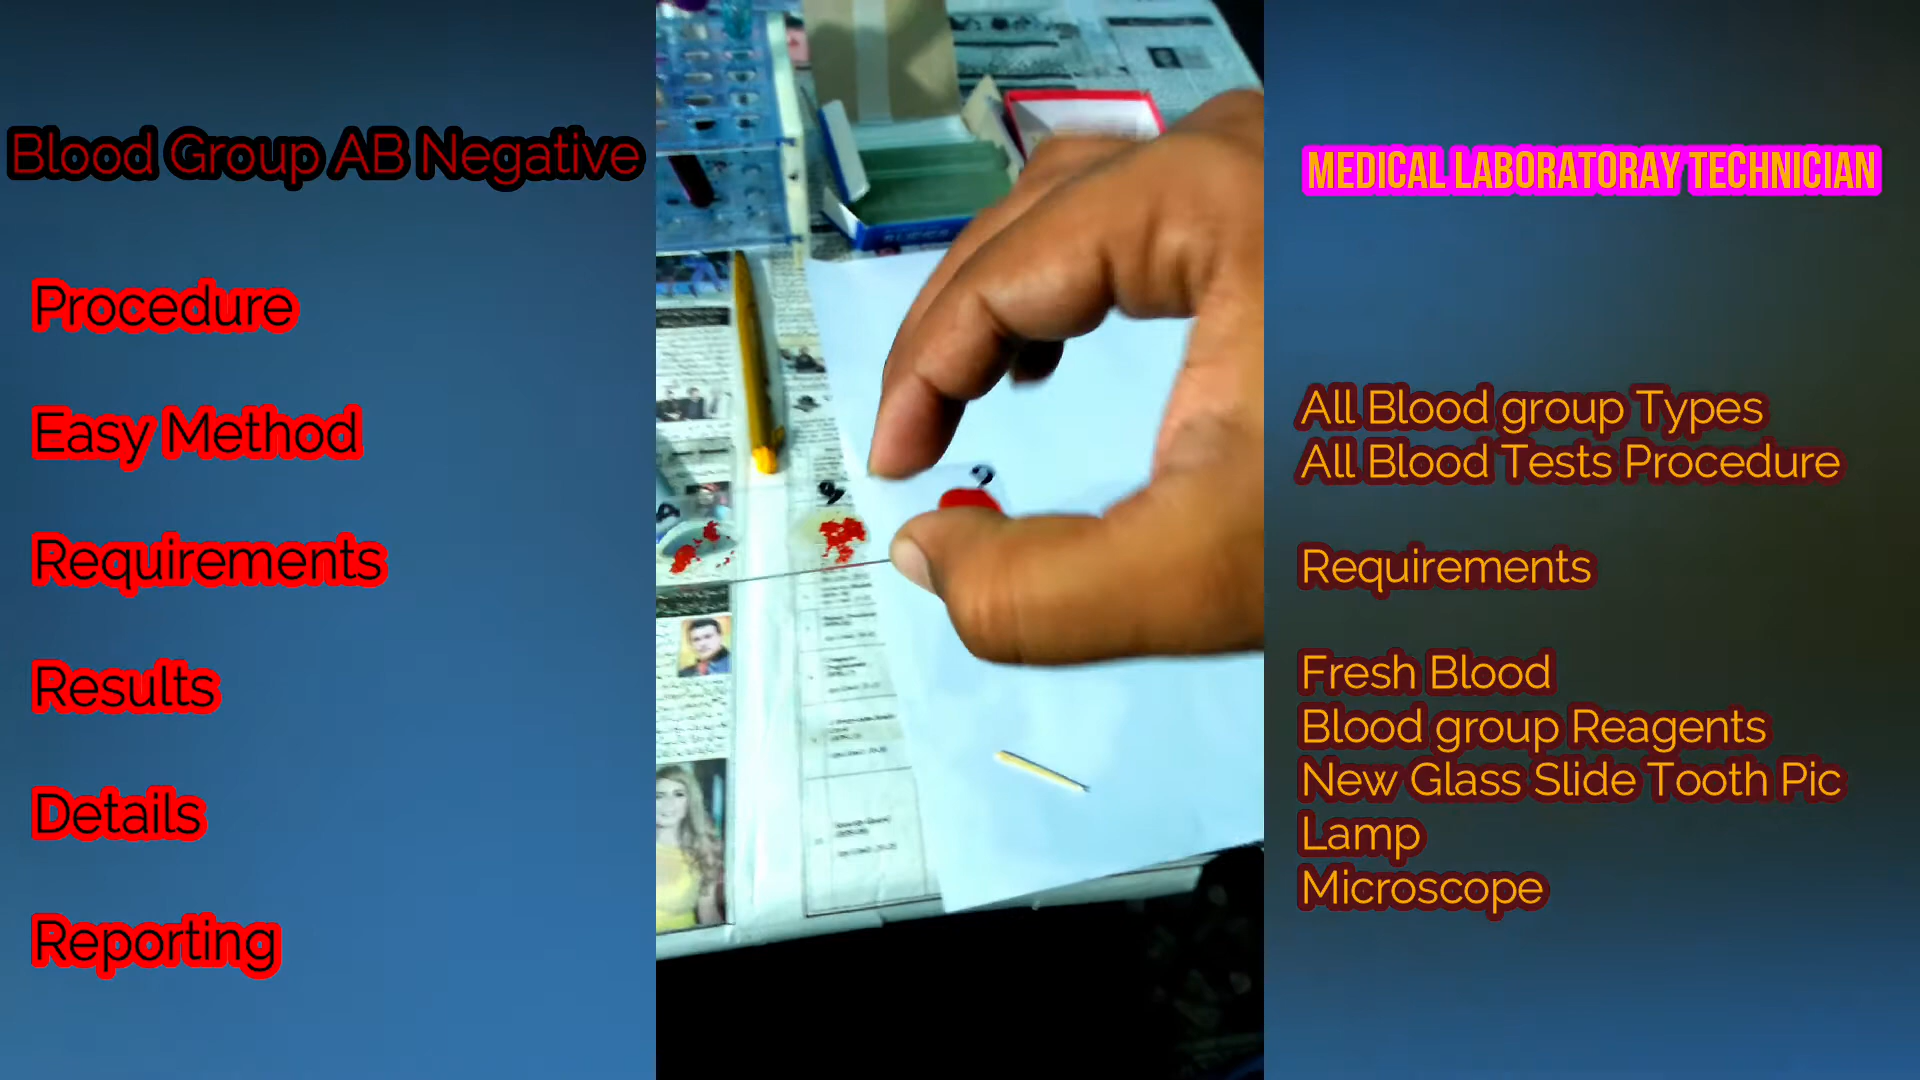 Blood Group AB Negative
Procedure
Easy Method
Requirements
Results
Details
Reporting
MEDICAL LABORATORAY TECHNICIAN
All Blood group Types
All Blood Tests Procedure
Requirements
Fresh Blood
Blood group Reagents
New Glass Slide Tooth Pic
Lamp
Microscope